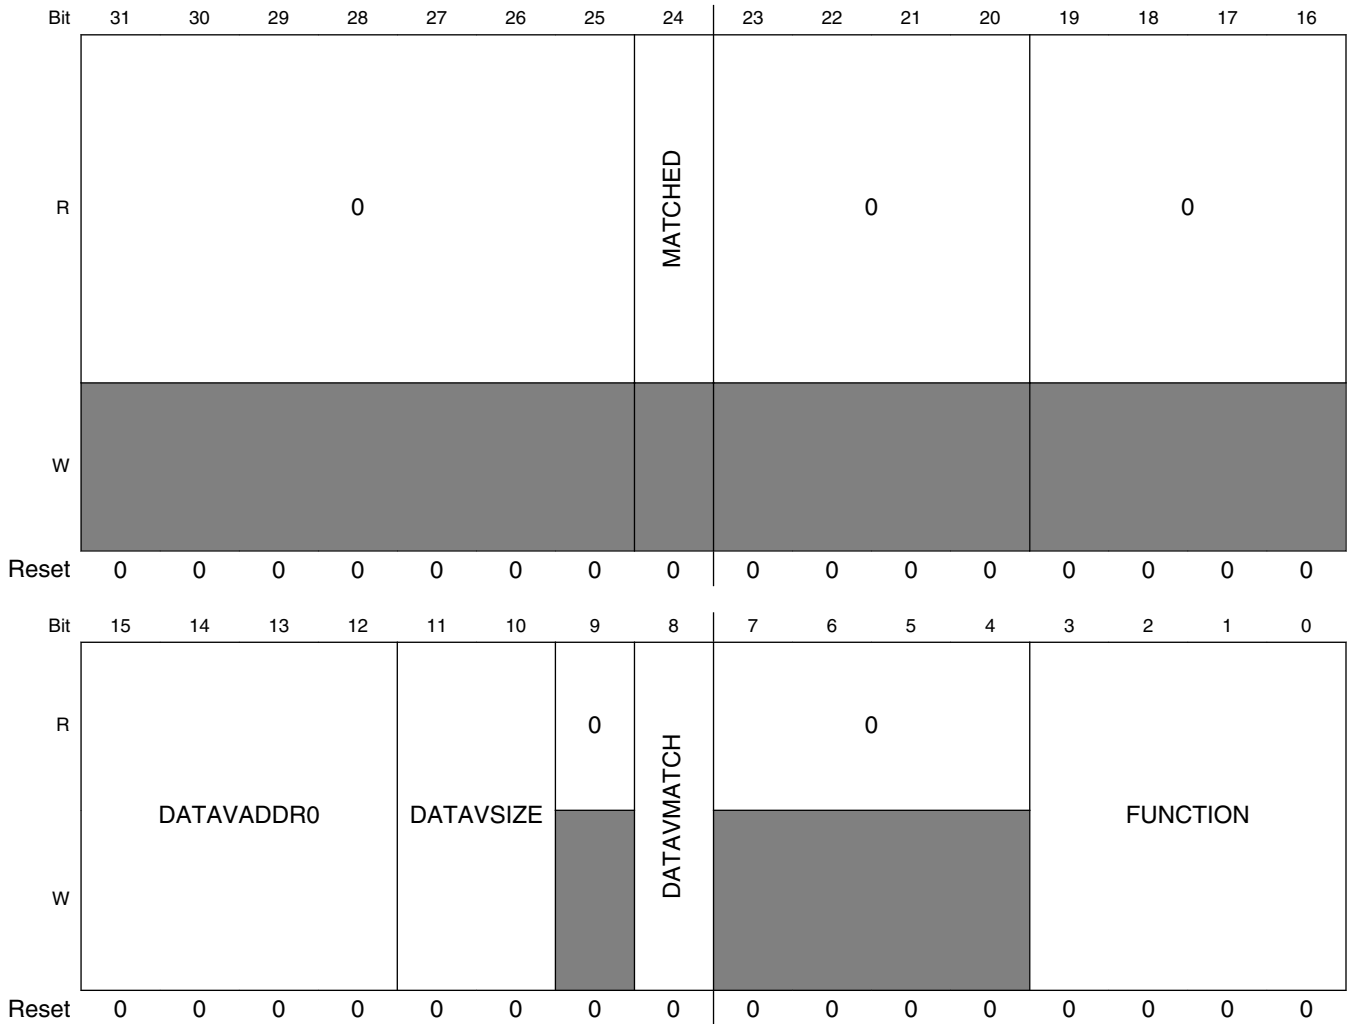 Bit 31 30 29 28 27 26 25 24 23 22 21 20 19 18 17 16
R 0 MATCHED 0 0
W
Reset 0 0 0 0 0 0 0 0 0 0 0 0 0 0 0 0
Bit 15 14 13 12 11 10 9 8 7 6 5 4 3 2 1 0
R 0 0
DATAVADDR0 DATAVSIZE DATAVMATCH FUNCTION
W
Reset 0 0 0 0 0 0 0 0 0 0 0 0 0 0 0 0